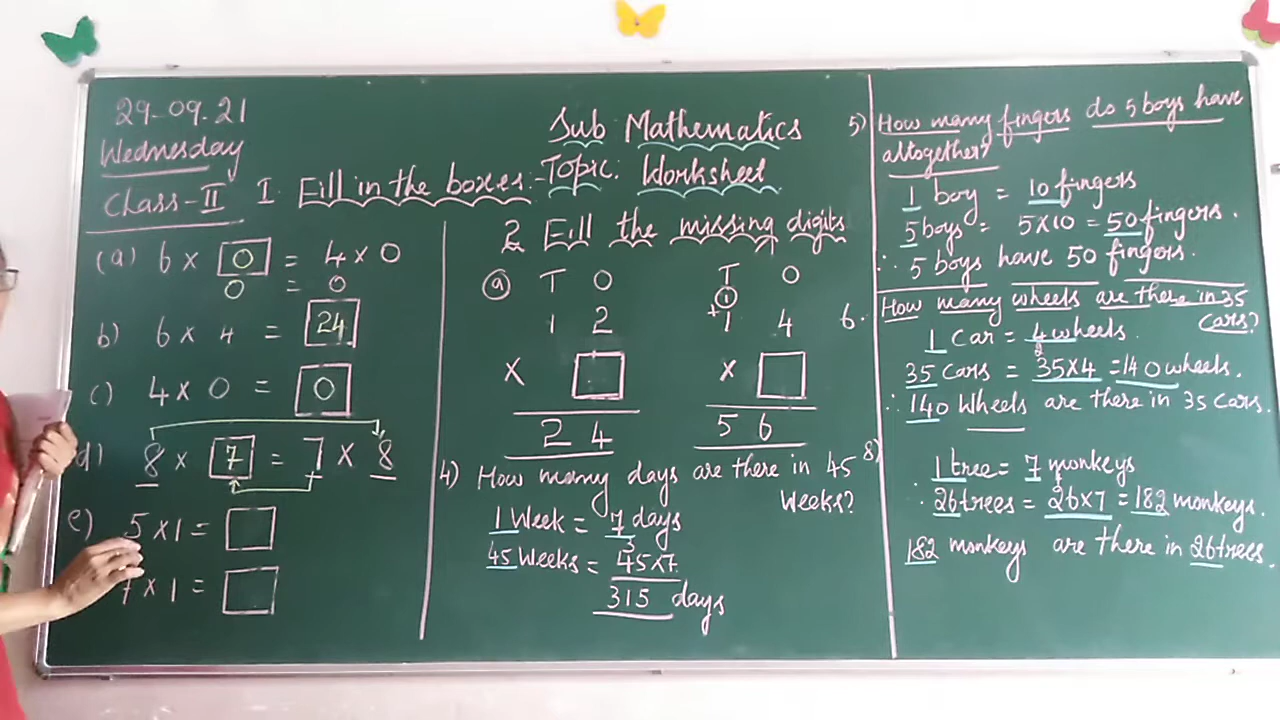 29-09.21
Wednesday
Class-II
Sub Mathematics
Topic: Worksheet
I. Fill in the boxes:-
(a) 6 × 0 = 4 × 0
0 = 0
b) 6 × 4 = 24
c) 4 × 0 = 0
d) 8 × 7 = 7 × 8
e) 5 × 1 =
7 × 1 =
2 Fill the missing digits
(a) T O
1 2
×
2 4
T O
1
+
1 4
×
5 6
4) How many days are there in 45
Weeks?
1 Week = 7 days
3
45 Weeks = 45×7
315 days
5) How many fingers do 5 boys have
altogether?
1 boy = 10 fingers
5 boys = 5×10 = 50 fingers.
∴ 5 boys have 50 fingers.
6. How many wheels are there in 35
cars?
1 Car = 4 wheels.
2
35 Cars = 35×4 = 140 wheels.
∴ 140 Wheels are there in 35 cars.
8) 1 tree = 7 monkeys
∴ 26 trees = 26×7 = 182 monkeys.
182 monkeys are there in 26 trees.